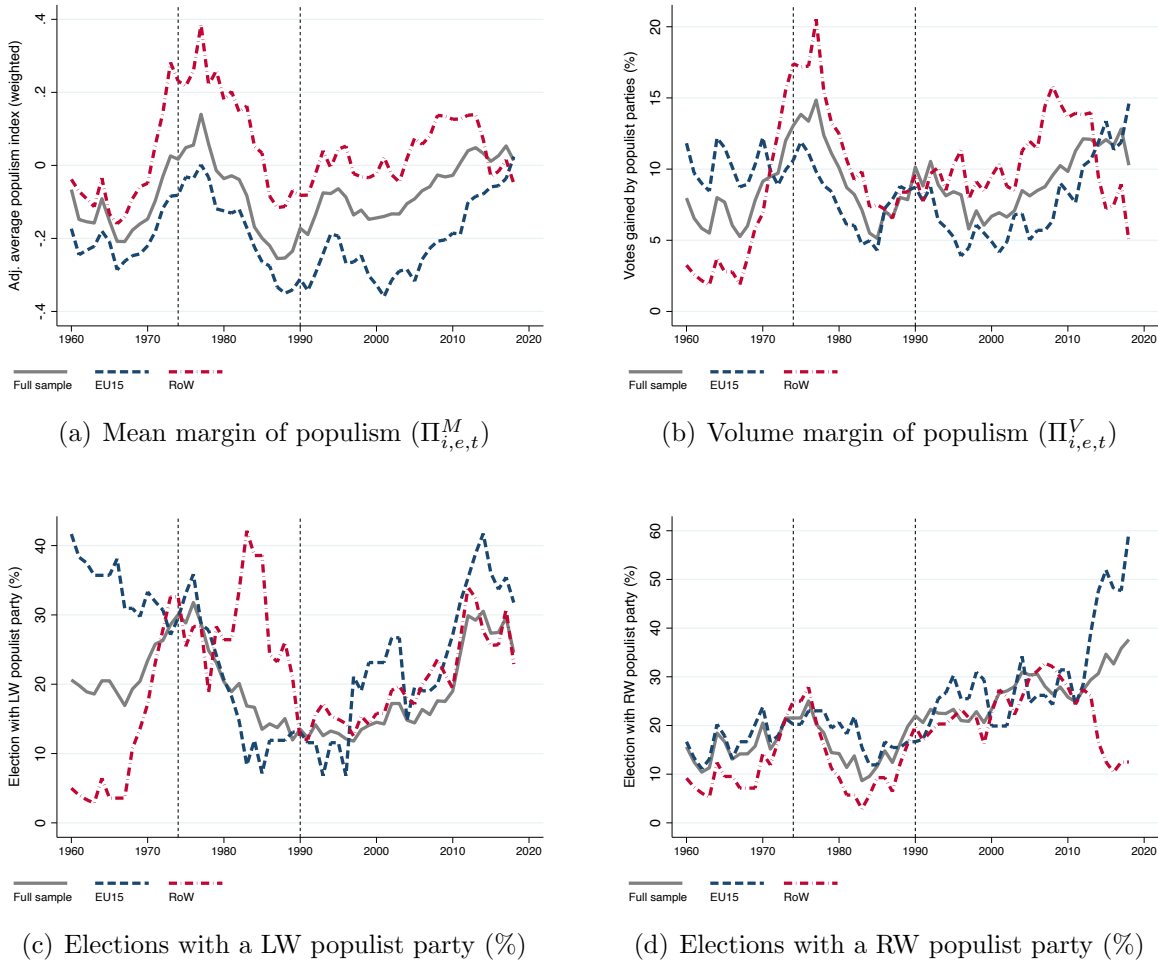 Adj. average populism index (weighted)
.4
.2
0
-.2
-.4
1960 1970 1980 1990 2000 2010 2020
Full sample EU15 RoW
(a) Mean margin of populism (Π^M_{i,e,t})
Votes gained by populist parties (%)
20
15
10
5
0
1960 1970 1980 1990 2000 2010 2020
Full sample EU15 RoW
(b) Volume margin of populism (Π^V_{i,e,t})
Election with LW populist party (%)
40
30
20
10
0
1960 1970 1980 1990 2000 2010 2020
Full sample EU15 RoW
(c) Elections with a LW populist party (%)
Election with RW populist party (%)
60
50
40
30
20
10
0
1960 1970 1980 1990 2000 2010 2020
Full sample EU15 RoW
(d) Elections with a RW populist party (%)